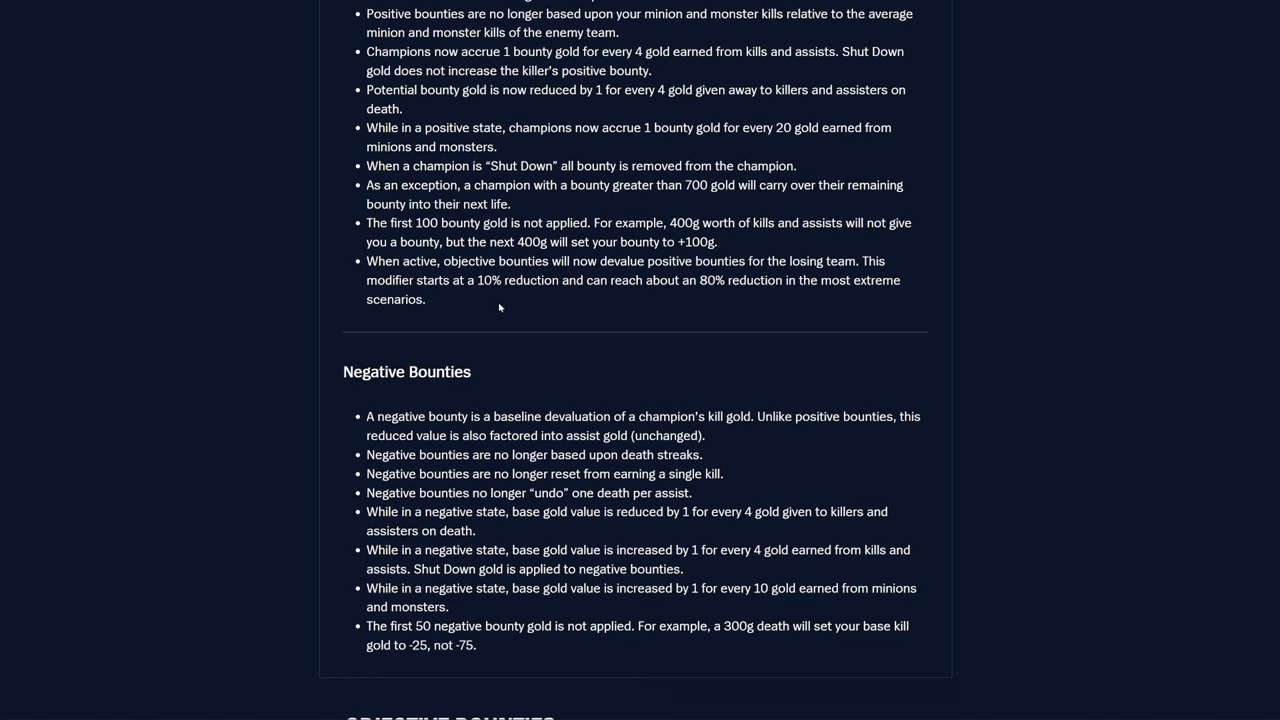 • Positive bounties are no longer based upon your minion and monster kills relative to the average
minion and monster kills of the enemy team.
• Champions now accrue 1 bounty gold for every 4 gold earned from kills and assists. Shut Down
gold does not increase the killer's positive bounty.
• Potential bounty gold is now reduced by 1 for every 4 gold given away to killers and assisters on
death.
• While in a positive state, champions now accrue 1 bounty gold for every 20 gold earned from
minions and monsters.
• When a champion is “Shut Down” all bounty is removed from the champion.
• As an exception, a champion with a bounty greater than 700 gold will carry over their remaining
bounty into their next life.
• The first 100 bounty gold is not applied. For example, 400g worth of kills and assists will not give
you a bounty, but the next 400g will set your bounty to +100g.
• When active, objective bounties will now devalue positive bounties for the losing team. This
modifier starts at a 10% reduction and can reach about an 80% reduction in the most extreme
scenarios.
Negative Bounties
• A negative bounty is a baseline devaluation of a champion's kill gold. Unlike positive bounties, this
reduced value is also factored into assist gold (unchanged).
• Negative bounties are no longer based upon death streaks.
• Negative bounties are no longer reset from earning a single kill.
• Negative bounties no longer “undo” one death per assist.
• While in a negative state, base gold value is reduced by 1 for every 4 gold given to killers and
assisters on death.
• While in a negative state, base gold value is increased by 1 for every 4 gold earned from kills and
assists. Shut Down gold is applied to negative bounties.
• While in a negative state, base gold value is increased by 1 for every 10 gold earned from minions
and monsters.
• The first 50 negative bounty gold is not applied. For example, a 300g death will set your base kill
gold to -25, not -75.
OBJECTIVE BOUNTIES